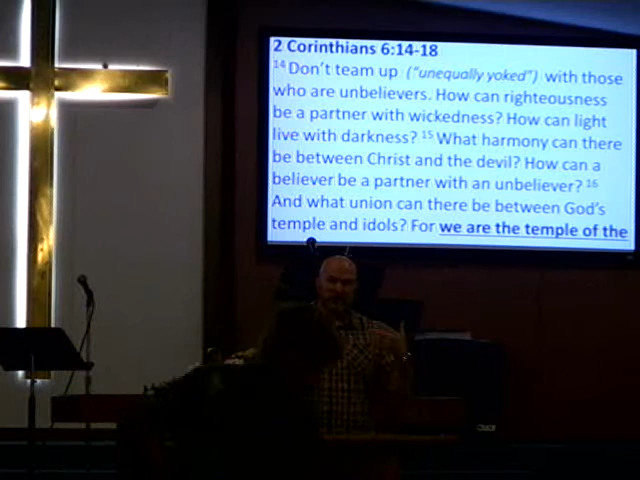 2 Corinthians 6:14-18
14 Don't team up ("unequally yoked") with those
who are unbelievers. How can righteousness
be a partner with wickedness? How can light
live with darkness? 15 What harmony can there
be between Christ and the devil? How can a
believer be a partner with an unbeliever? 16
And what union can there be between God's
temple and idols? For we are the temple of the